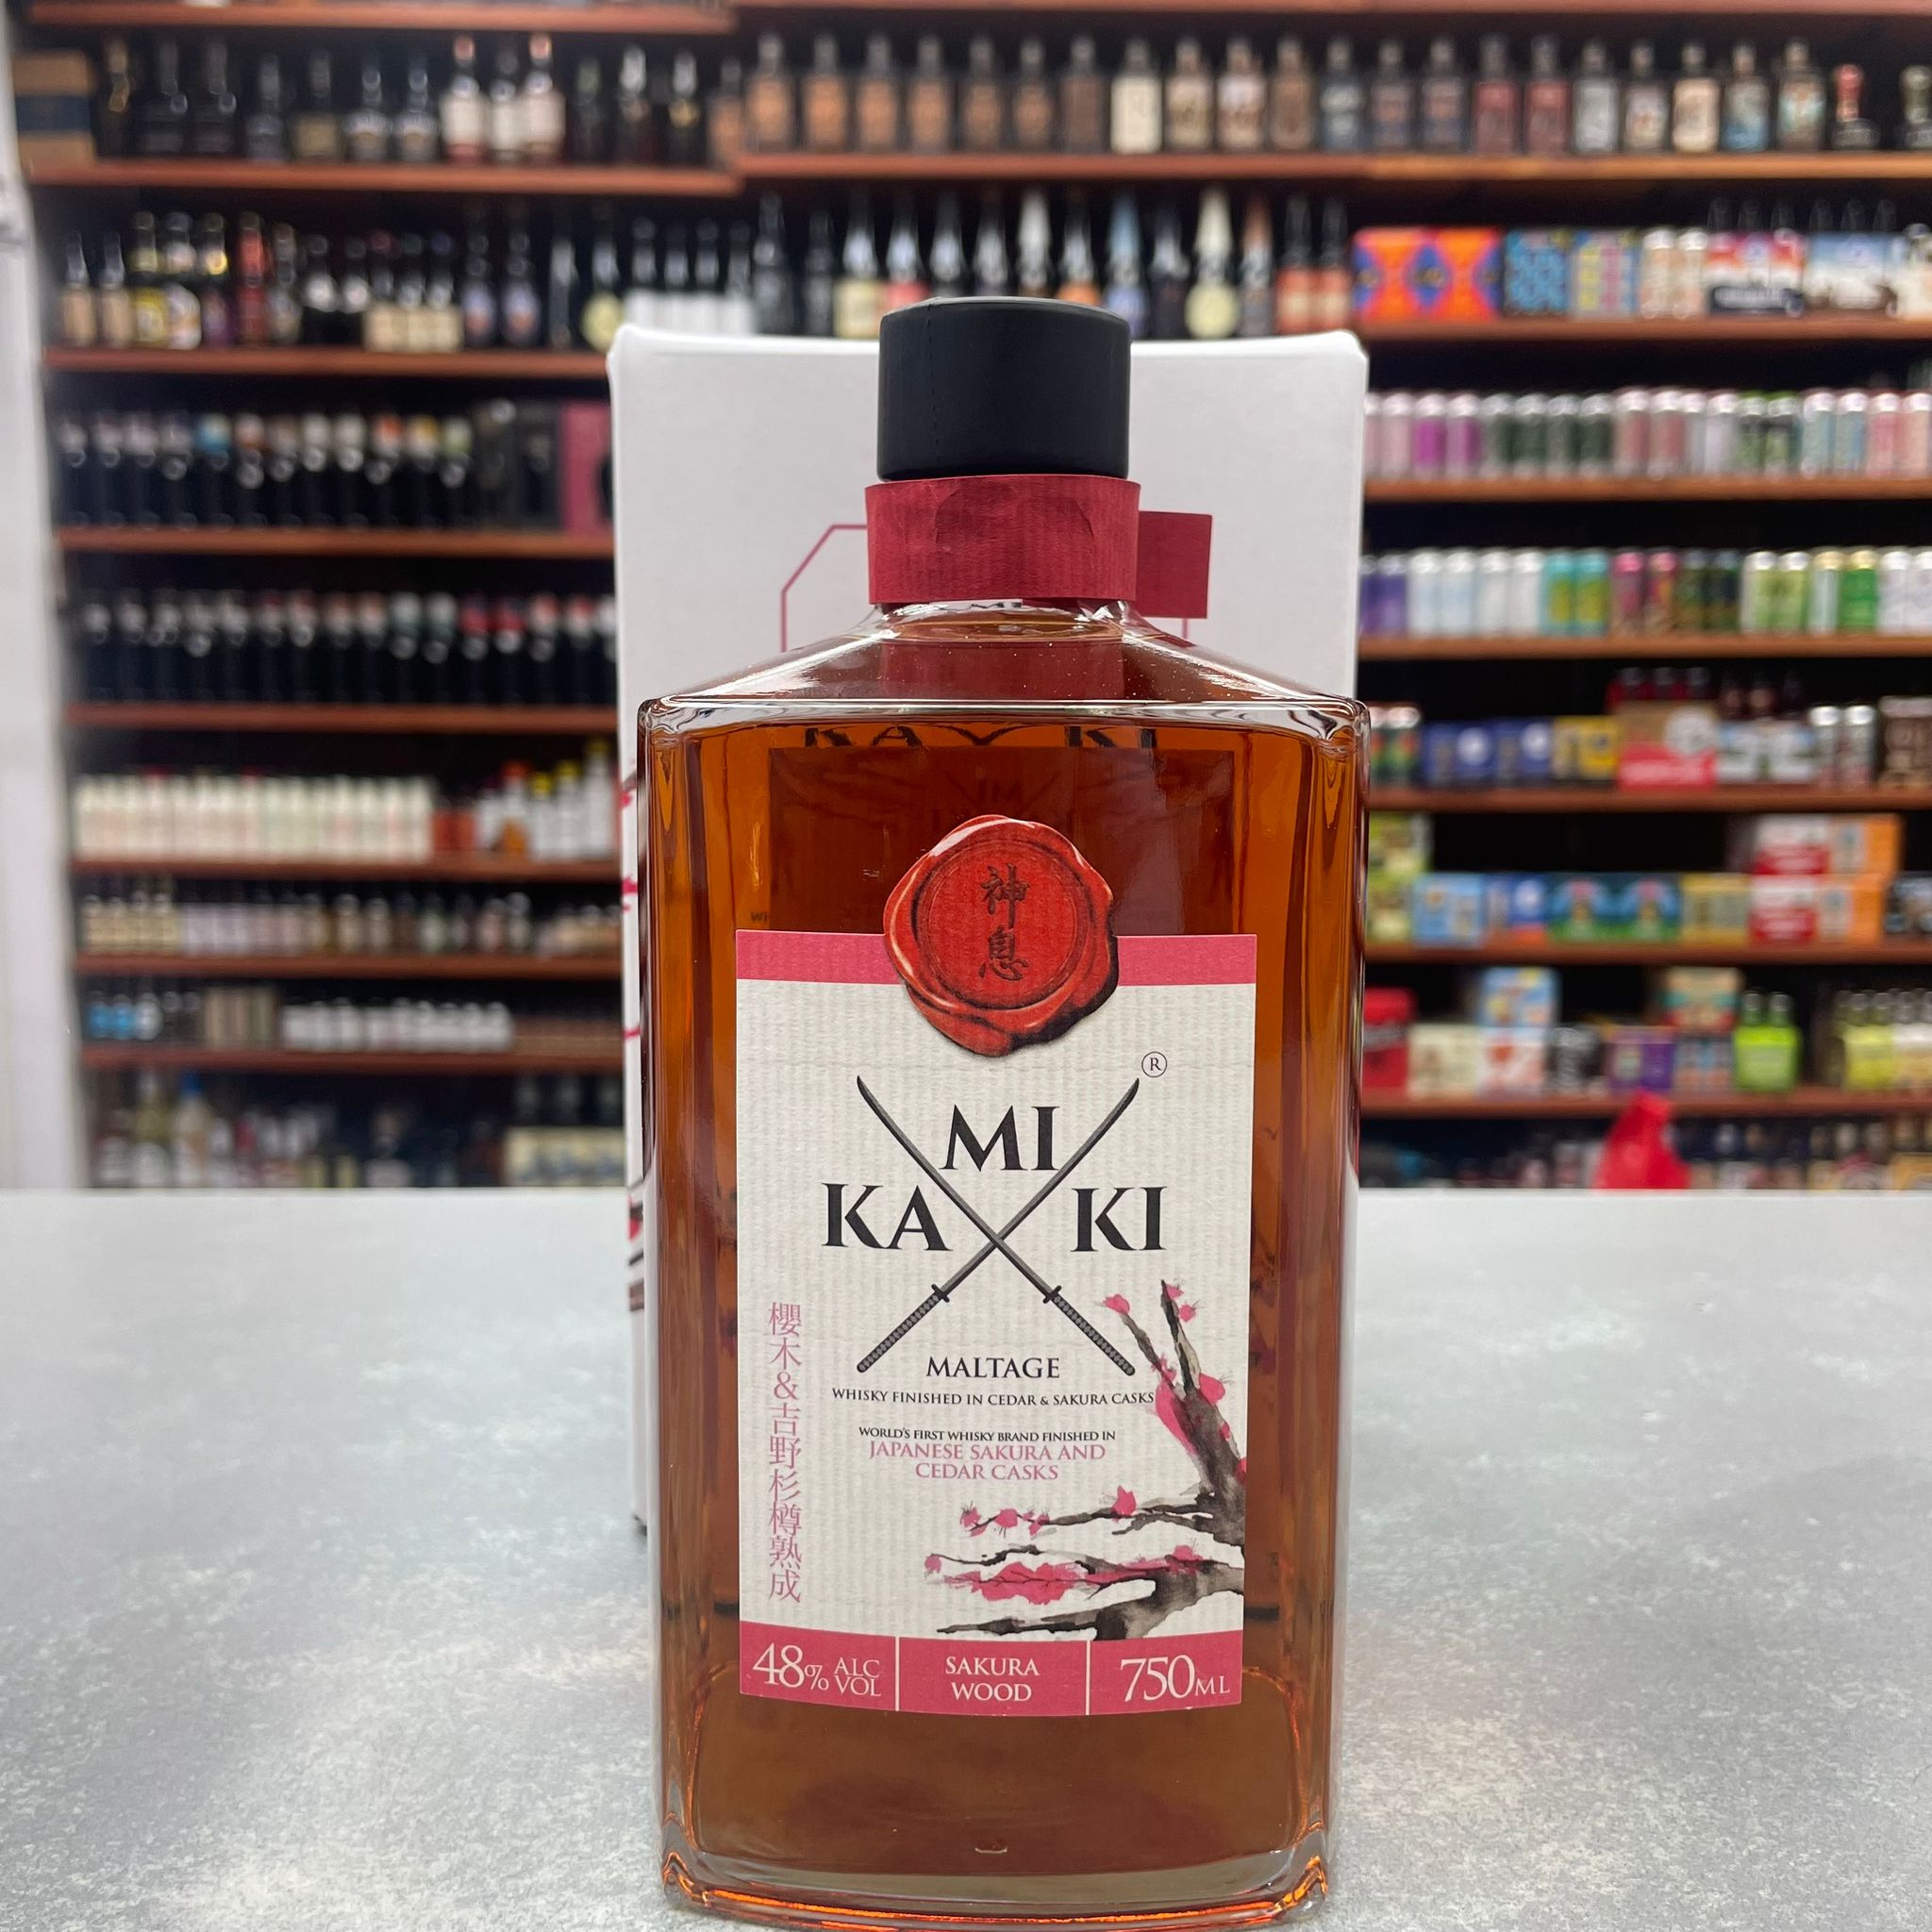 神
息
®
MI
KA KI
MALTAGE
WHISKY FINISHED IN CEDAR & SAKURA CASKS
WORLD'S FIRST WHISKY BRAND FINISHED IN
JAPANESE SAKURA AND
CEDAR CASKS
櫻木&吉野杉樽熟成
48% ALC VOL
SAKURA
WOOD
750ML